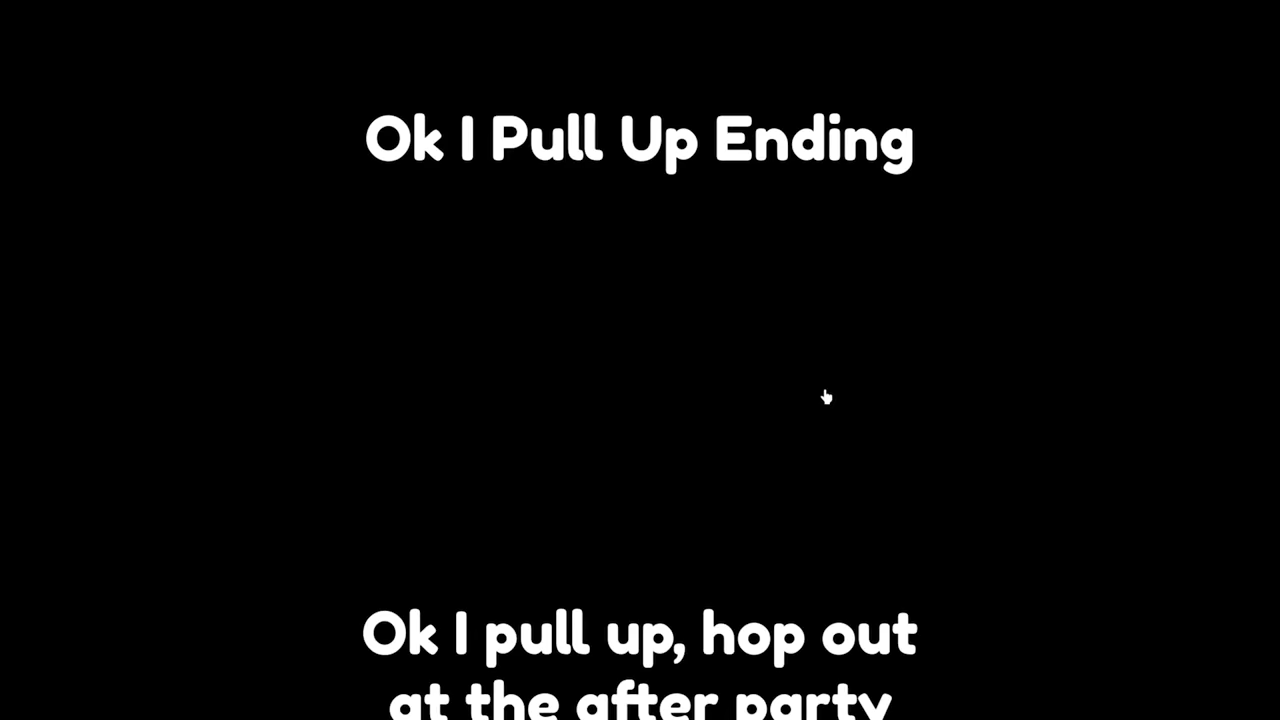 Ok I Pull Up Ending
Ok I pull up, hop out
at the after party